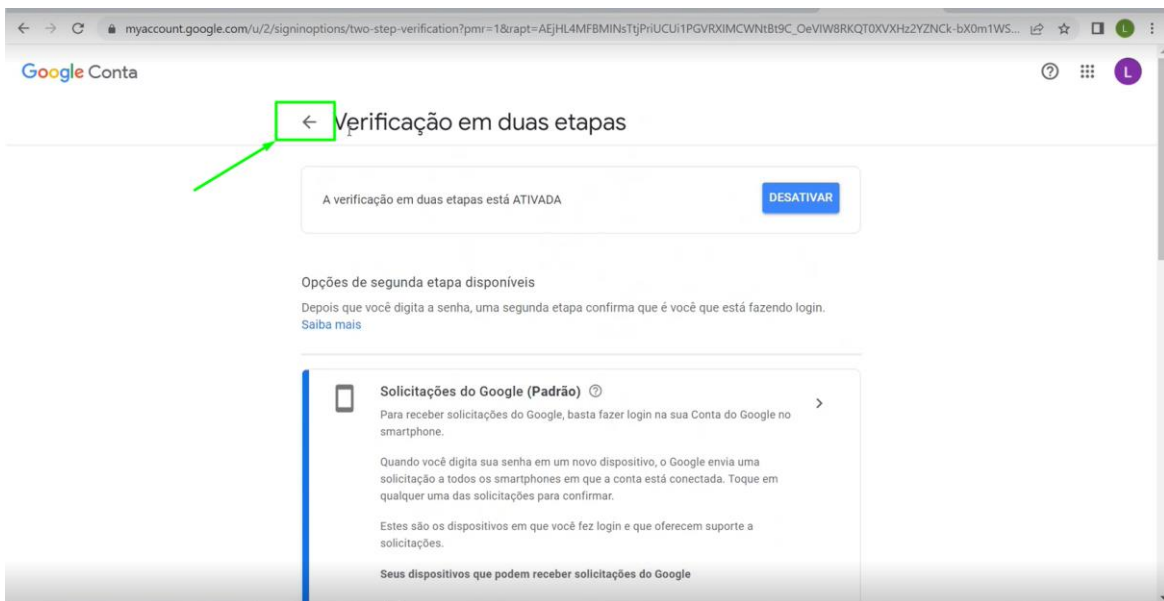 myaccount.google.com/u/2/signinoptions/two-step-verification?pmr=1&rapt=AEjHL4MFBMINsTtjPriUCUi1PGVRXIMCWNtBt9C_OeVIW8RKQT0XVXHz2YZNCk-bX0m1WS...
L
Google Conta
L
Verificação em duas etapas
A verificação em duas etapas está ATIVADA
DESATIVAR
Opções de segunda etapa disponíveis
Depois que você digita a senha, uma segunda etapa confirma que é você que está fazendo login.
Saiba mais
Solicitações do Google (Padrão)
Para receber solicitações do Google, basta fazer login na sua Conta do Google no
smartphone.
Quando você digita sua senha em um novo dispositivo, o Google envia uma
solicitação a todos os smartphones em que a conta está conectada. Toque em
qualquer uma das solicitações para confirmar.
Estes são os dispositivos em que você fez login e que oferecem suporte a
solicitações.
Seus dispositivos que podem receber solicitações do Google